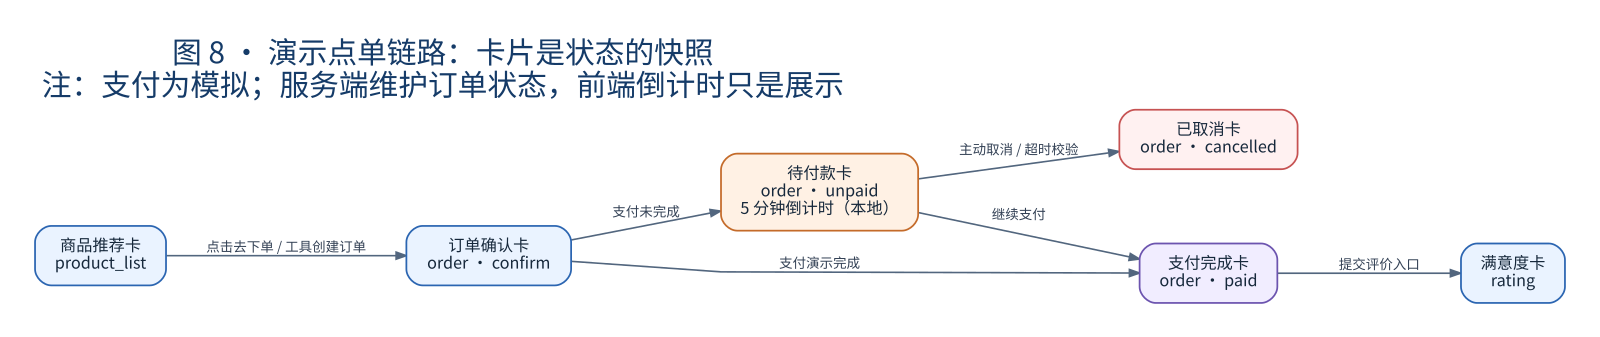 图 8 · 演示点单链路：卡片是状态的快照
注：支付为模拟；服务端维护订单状态，前端倒计时只是展示
商品推荐卡
product_list
点击去下单 / 工具创建订单
订单确认卡
order · confirm
支付未完成
支付演示完成
待付款卡
order · unpaid
5 分钟倒计时（本地）
主动取消 / 超时校验
继续支付
已取消卡
order · cancelled
支付完成卡
order · paid
提交评价入口
满意度卡
rating